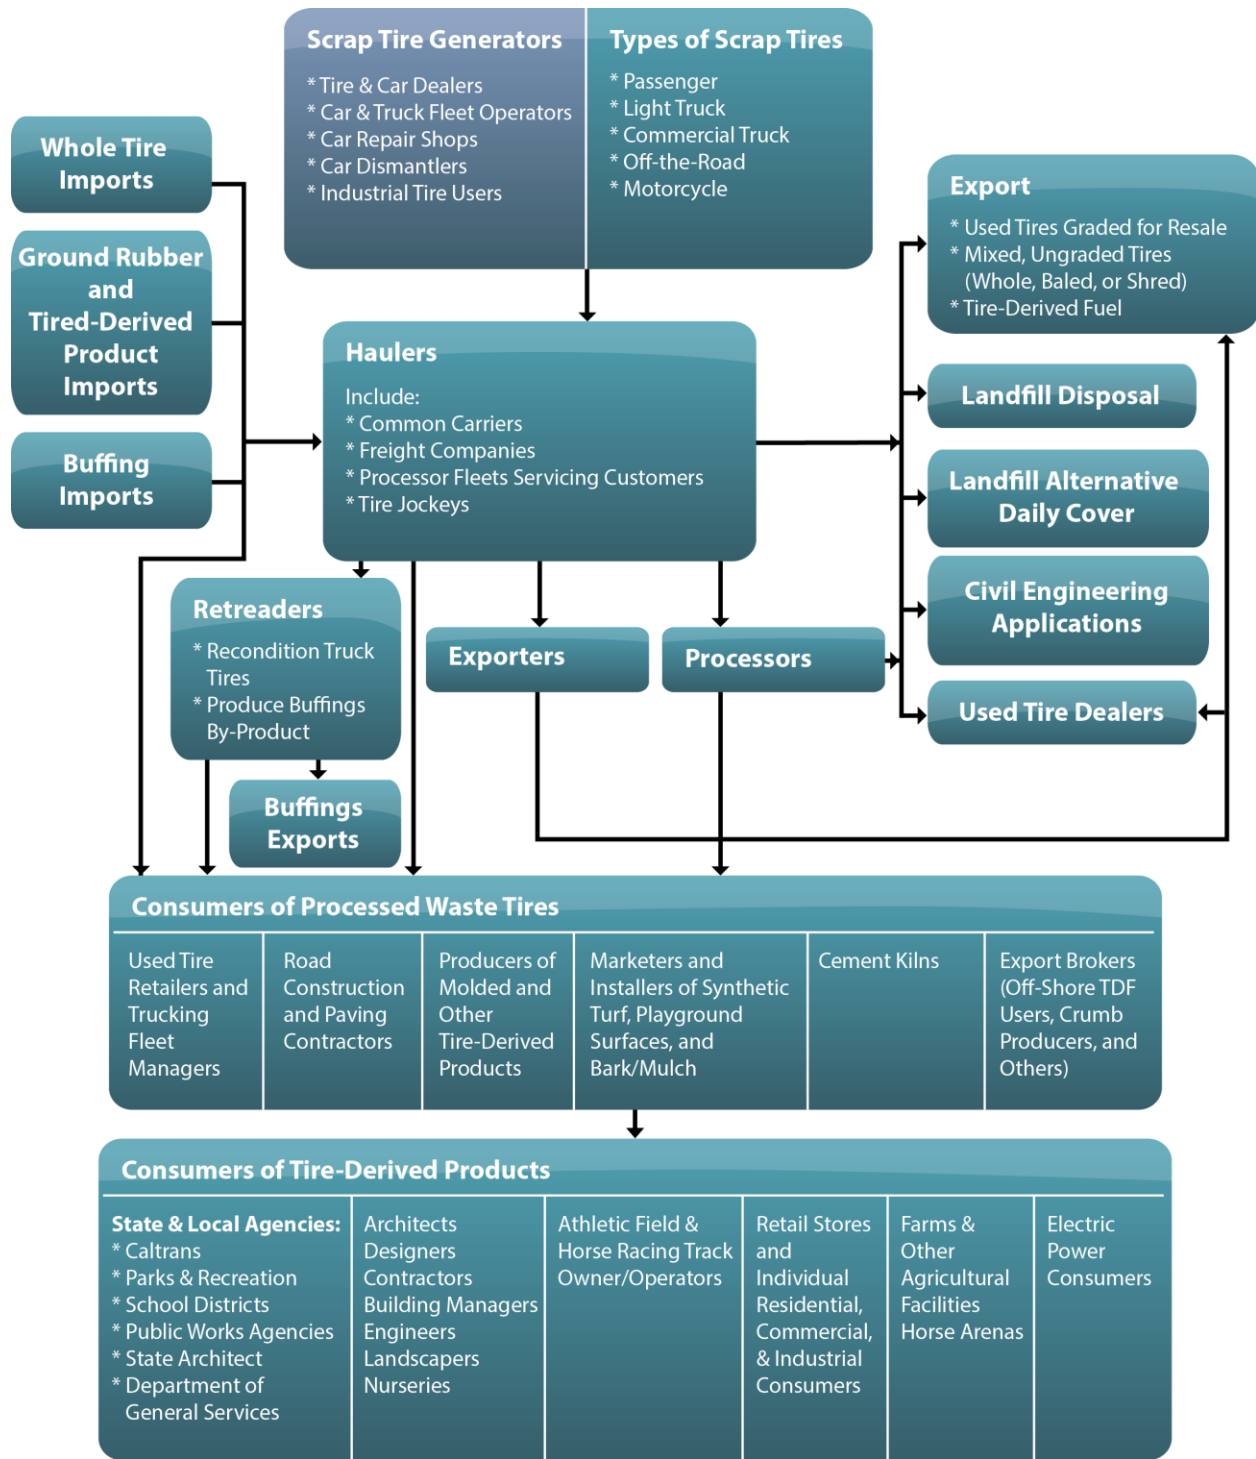 Scrap Tire Generators
* Tire & Car Dealers
* Car & Truck Fleet Operators
* Car Repair Shops
* Car Dismantlers
* Industrial Tire Users
Types of Scrap Tires
* Passenger
* Light Truck
* Commercial Truck
* Off-the-Road
* Motorcycle
Whole Tire
Imports
Ground Rubber
and
Tired-Derived
Product
Imports
Buffing
Imports
Haulers
Include:
* Common Carriers
* Freight Companies
* Processor Fleets Servicing Customers
* Tire Jockeys
Export
* Used Tires Graded for Resale
* Mixed, Ungraded Tires
(Whole, Baled, or Shred)
* Tire-Derived Fuel
Landfill Disposal
Landfill Alternative
Daily Cover
Civil Engineering
Applications
Used Tire Dealers
Retreaders
* Recondition Truck
Tires
* Produce Buffings
By-Product
Exporters
Processors
Buffings
Exports
Consumers of Processed Waste Tires
Used Tire
Retailers and
Trucking
Fleet
Managers
Road
Construction
and Paving
Contractors
Producers of
Molded and
Other
Tire-Derived
Products
Marketers and
Installers of Synthetic
Turf, Playground
Surfaces, and
Bark/Mulch
Cement Kilns
Export Brokers
(Off-Shore TDF
Users, Crumb
Producers, and
Others)
Consumers of Tire-Derived Products
State & Local Agencies:
* Caltrans
* Parks & Recreation
* School Districts
* Public Works Agencies
* State Architect
* Department of
General Services
Architects
Designers
Contractors
Building Managers
Engineers
Landscapers
Nurseries
Athletic Field &
Horse Racing Track
Owner/Operators
Retail Stores
and
Individual
Residential,
Commercial,
& Industrial
Consumers
Farms &
Other
Agricultural
Facilities
Horse Arenas
Electric
Power
Consumers